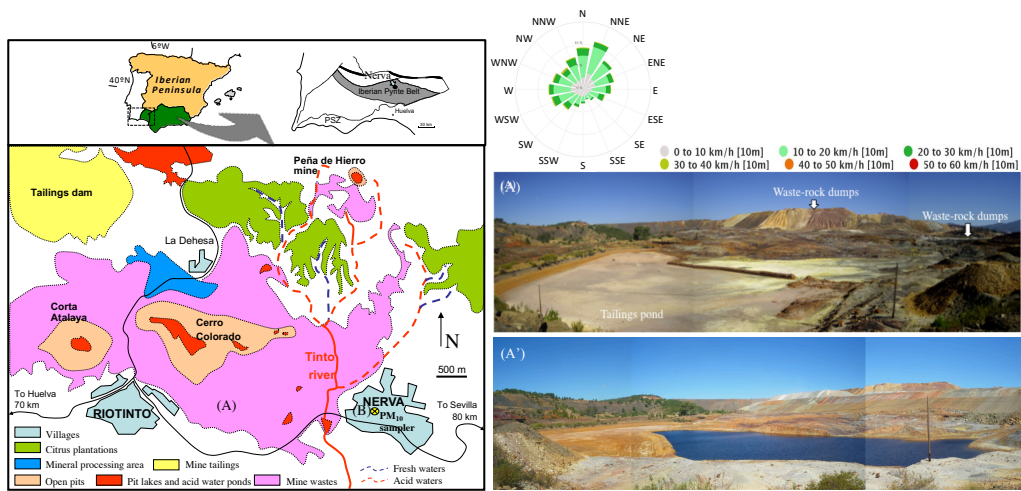 6ºW
40ºN
Iberian
Peninsula
Nerva
Iberian Pyrite Belt
Huelva
PSZ
30 km
N
NNE
NE
ENE
E
ESE
SE
SSE
S
SSW
SW
WSW
W
WNW
NW
NNW
0 to 10 km/h [10m]
10 to 20 km/h [10m]
20 to 30 km/h [10m]
30 to 40 km/h [10m]
40 to 50 km/h [10m]
50 to 60 km/h [10m]
Tailings dam
Peña de Hierro
mine
La Dehesa
Corta
Atalaya
Cerro
Colorado
Tinto
river
N
500 m
To Huelva
70 km
RIOTINTO
(A)
NERVA
(B)
PM10
sampler
To Sevilla
80 km
Villages
Citrus plantations
Mineral processing area
Mine tailings
Open pits
Pit lakes and acid water ponds
Mine wastes
Fresh waters
Acid waters
(A)
Waste-rock dumps
Waste-rock dumps
Tailings pond
(A')